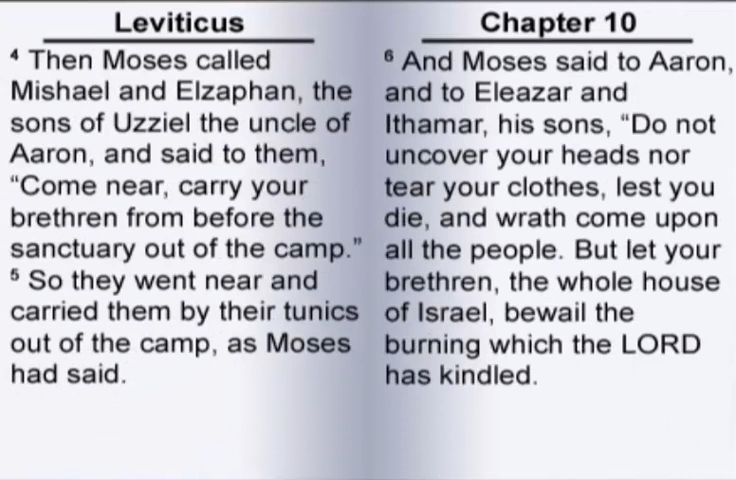 Leviticus
⁴ Then Moses called
Mishael and Elzaphan, the
sons of Uzziel the uncle of
Aaron, and said to them,
“Come near, carry your
brethren from before the
sanctuary out of the camp.”
⁵ So they went near and
carried them by their tunics
out of the camp, as Moses
had said.
Chapter 10
⁶ And Moses said to Aaron,
and to Eleazar and
Ithamar, his sons, “Do not
uncover your heads nor
tear your clothes, lest you
die, and wrath come upon
all the people. But let your
brethren, the whole house
of Israel, bewail the
burning which the LORD
has kindled.